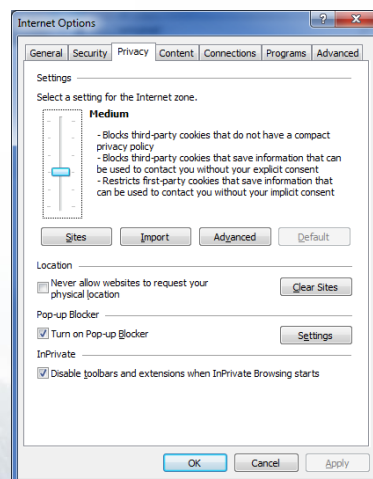 Internet Options
General Security Privacy Content Connections Programs Advanced
Settings
Select a setting for the Internet zone.
Medium
- Blocks third-party cookies that do not have a compact
privacy policy
- Blocks third-party cookies that save information that can
be used to contact you without your explicit consent
- Restricts first-party cookies that save information that
can be used to contact you without your implicit consent
Sites Import Advanced Default
Location
Never allow websites to request your
physical location
Clear Sites
Pop-up Blocker
Turn on Pop-up Blocker
Settings
InPrivate
Disable toolbars and extensions when InPrivate Browsing starts
OK Cancel Apply